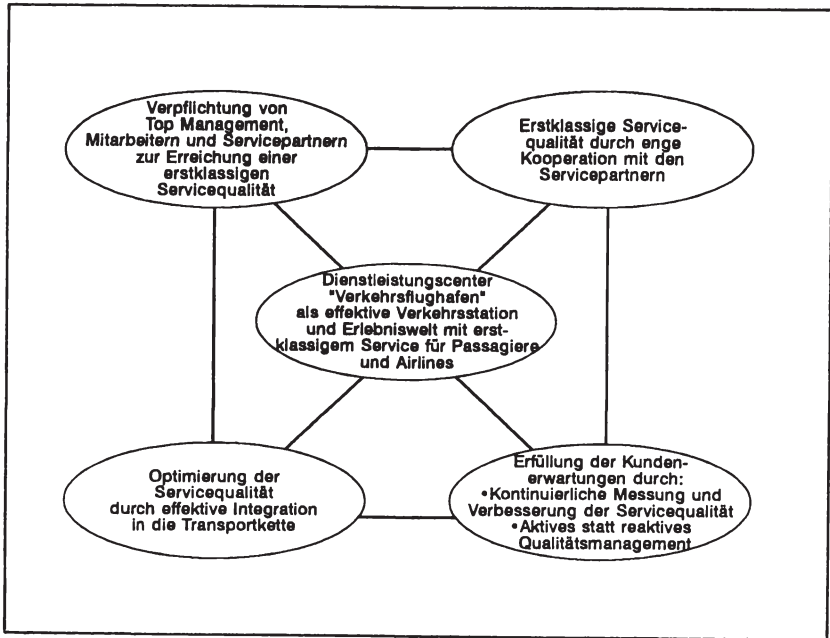 Verpflichtung von
Top Management,
Mitarbeitern und Servicepartnern
zur Erreichung einer
erstklassigen
Servicequalität
Erstklassige Service-
qualität durch enge
Kooperation mit den
Servicepartnern
Dienstleistungscenter
"Verkehrsflughafen"
als effektive Verkehrsstation
und Erlebniswelt mit erst-
klassigem Service für Passagiere
und Airlines
Optimierung der
Servicequalität
durch effektive Integration
in die Transportkette
Erfüllung der Kunden-
erwartungen durch:
•Kontinuierliche Messung und
Verbesserung der Servicequalität
•Aktives statt reaktives
Qualitätsmanagement